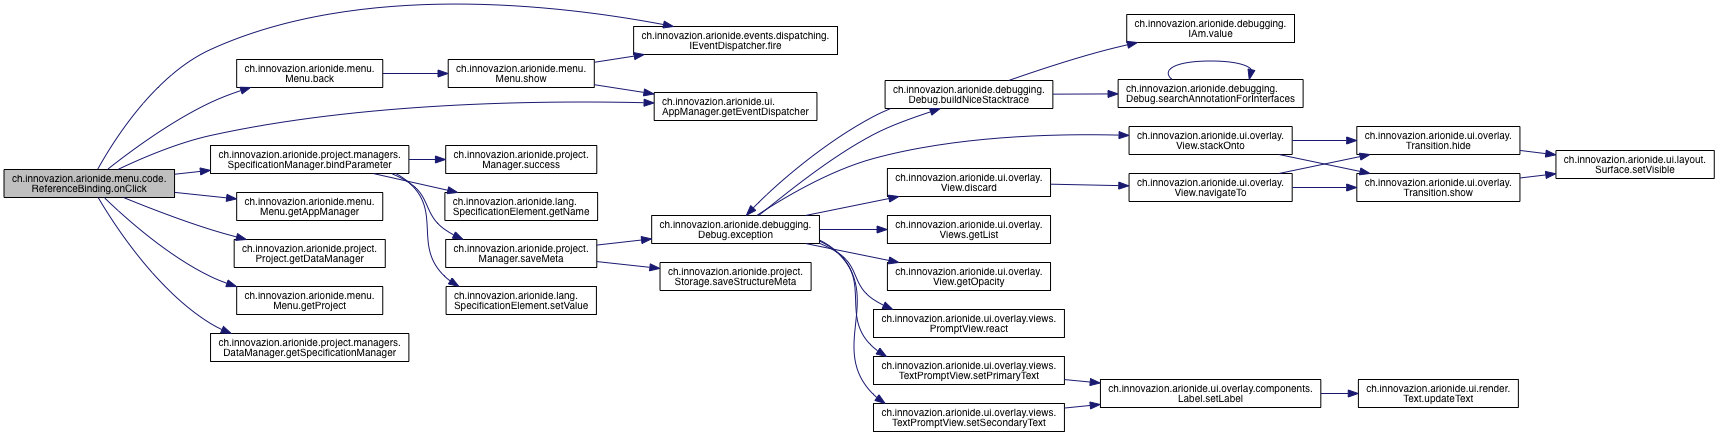 ch.innovazion.arionide.menu.code.
ReferenceBinding.onClick
ch.innovazion.arionide.menu.
Menu.back
ch.innovazion.arionide.project.managers.
SpecificationManager.bindParameter
ch.innovazion.arionide.menu.
Menu.getAppManager
ch.innovazion.arionide.project.
Project.getDataManager
ch.innovazion.arionide.menu.
Menu.getProject
ch.innovazion.arionide.project.managers.
DataManager.getSpecificationManager
ch.innovazion.arionide.menu.
Menu.show
ch.innovazion.arionide.project.
Manager.success
ch.innovazion.arionide.lang.
SpecificationElement.getName
ch.innovazion.arionide.project.
Manager.saveMeta
ch.innovazion.arionide.lang.
SpecificationElement.setValue
ch.innovazion.arionide.events.dispatching.
IEventDispatcher.fire
ch.innovazion.arionide.ui.
AppManager.getEventDispatcher
ch.innovazion.arionide.debugging.
Debug.exception
ch.innovazion.arionide.project.
Storage.saveStructureMeta
ch.innovazion.arionide.debugging.
Debug.buildNiceStacktrace
ch.innovazion.arionide.ui.overlay.
View.discard
ch.innovazion.arionide.ui.overlay.
Views.getList
ch.innovazion.arionide.ui.overlay.
View.getOpacity
ch.innovazion.arionide.ui.overlay.views.
PromptView.react
ch.innovazion.arionide.ui.overlay.views.
TextPromptView.setPrimaryText
ch.innovazion.arionide.ui.overlay.views.
TextPromptView.setSecondaryText
ch.innovazion.arionide.debugging.
IAm.value
ch.innovazion.arionide.debugging.
Debug.searchAnnotationForInterfaces
ch.innovazion.arionide.ui.overlay.
View.stackOnto
ch.innovazion.arionide.ui.overlay.
View.navigateTo
ch.innovazion.arionide.ui.overlay.components.
Label.setLabel
ch.innovazion.arionide.ui.overlay.
Transition.hide
ch.innovazion.arionide.ui.overlay.
Transition.show
ch.innovazion.arionide.ui.render.
Text.updateText
ch.innovazion.arionide.ui.layout.
Surface.setVisible